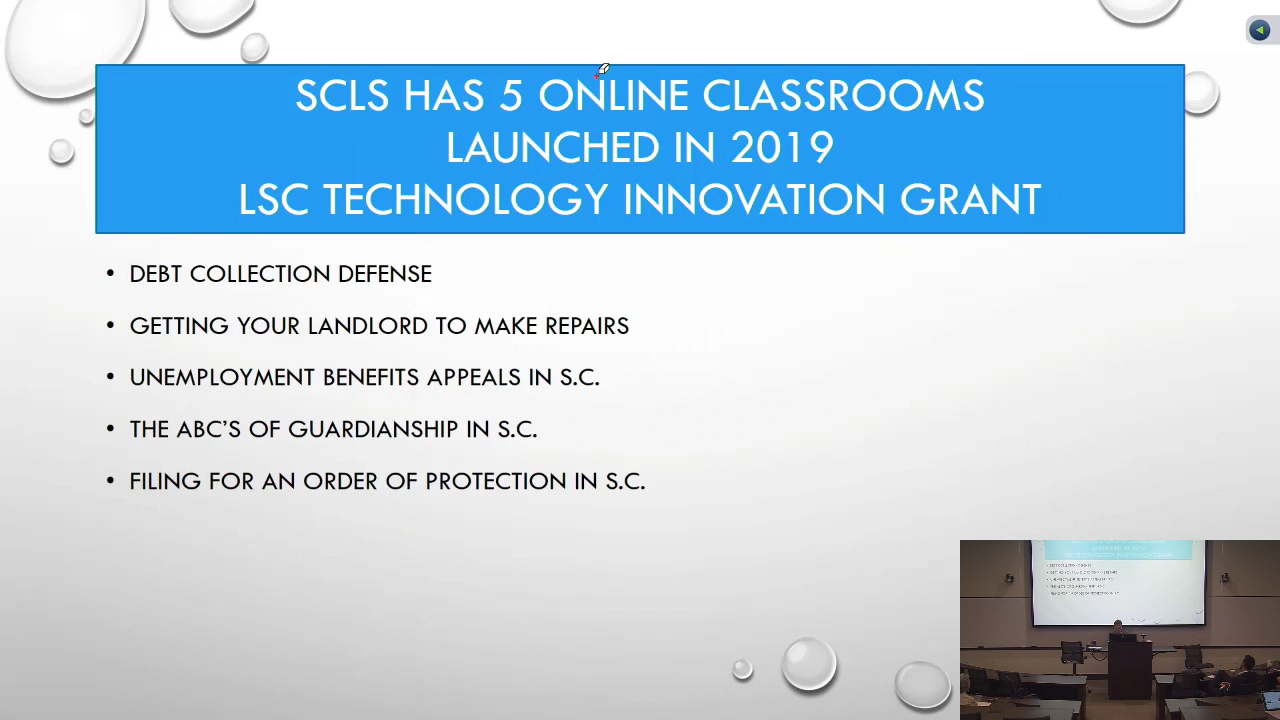 SCLS HAS 5 ONLINE CLASSROOMS
LAUNCHED IN 2019
LSC TECHNOLOGY INNOVATION GRANT
• DEBT COLLECTION DEFENSE
• GETTING YOUR LANDLORD TO MAKE REPAIRS
• UNEMPLOYMENT BENEFITS APPEALS IN S.C.
• THE ABC’S OF GUARDIANSHIP IN S.C.
• FILING FOR AN ORDER OF PROTECTION IN S.C.